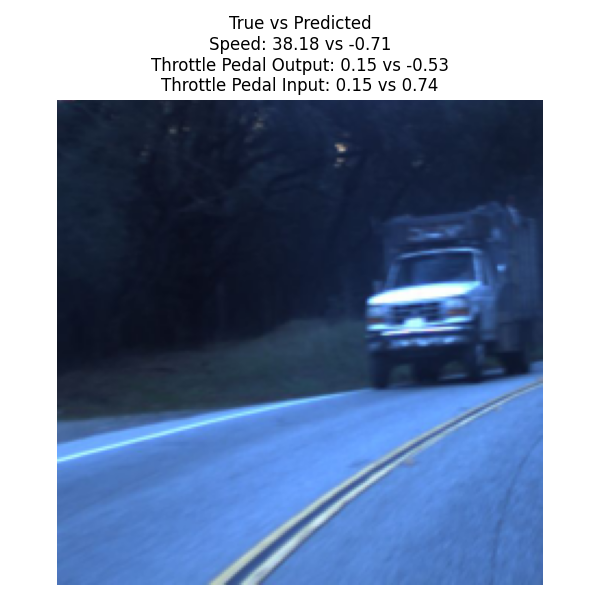 True vs Predicted
Speed: 38.18 vs -0.71
Throttle Pedal Output: 0.15 vs -0.53
Throttle Pedal Input: 0.15 vs 0.74